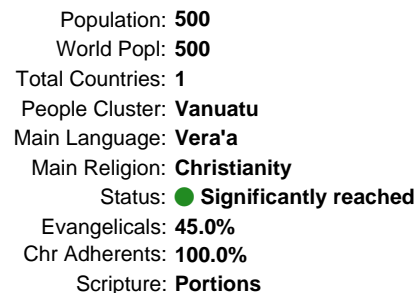 Population: 500
World Popl: 500
Total Countries: 1
People Cluster: Vanuatu
Main Language: Vera'a
Main Religion: Christianity
Status: Significantly reached
Evangelicals: 45.0%
Chr Adherents: 100.0%
Scripture: Portions